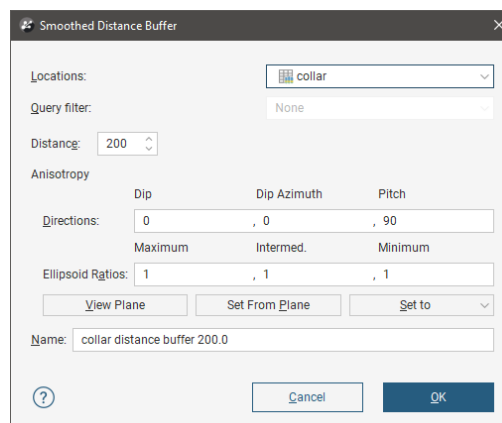 Smoothed Distance Buffer
Locations: collar
Query filter: None
Distance: 200
Anisotropy
Dip Dip Azimuth Pitch
Directions: 0 , 0 , 90
Maximum Intermed. Minimum
Ellipsoid Ratios: 1 , 1 , 1
View Plane Set From Plane Set to
Name: collar distance buffer 200.0
? Cancel OK